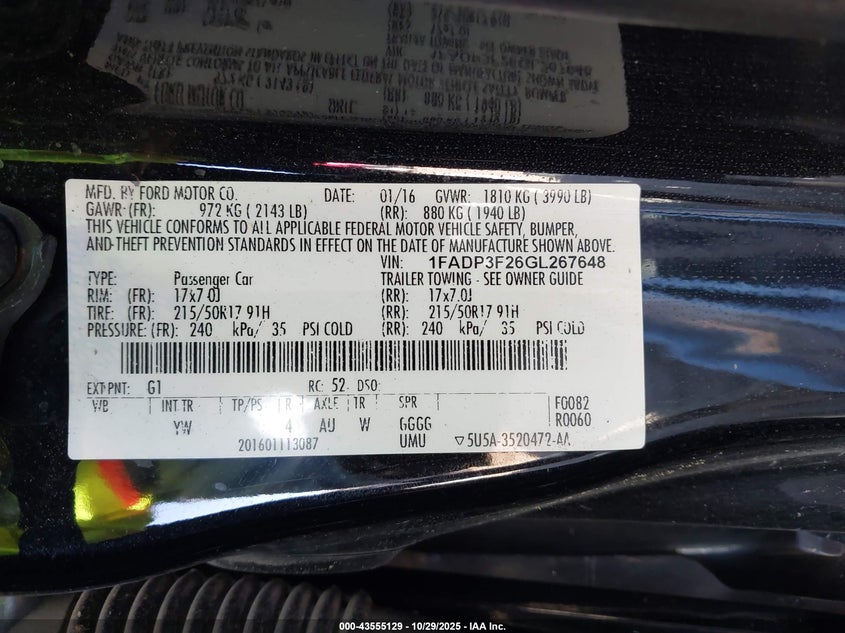 MFD. BY FORD MOTOR CO. DATE: 01/16 GVWR: 1810 KG ( 3990 LB)
GAWR: (FR): 972 KG ( 2143 LB) (RR): 880 KG ( 1940 LB)
THIS VEHICLE CONFORMS TO ALL APPLICABLE FEDERAL MOTOR VEHICLE SAFETY, BUMPER,
AND THEFT PREVENTION STANDARDS IN EFFECT ON THE DATE OF MANUFACTURE SHOWN ABOVE.
VIN: 1FADP3F26GL267648
TYPE: Passenger Car TRAILER TOWING - SEE OWNER GUIDE
RIM: (FR): 17x7.0J (RR): 17x7.0J
TIRE: (FR): 215/50R17 91H (RR): 215/50R17 91H
PRESSURE: (FR): 240 kPa/ 35 PSI COLD (RR): 240 kPa/ 35 PSI COLD
EXT PNT: G1 RC: 52 DSO:
WB INT TR TP/PS R AXLE TR SPR F0082
YW 4 AU W GGGG R0060
201601113087 UMU ▽5U5A-3520472-AA
000-43555129 - 10/29/2025 - IAA Inc.